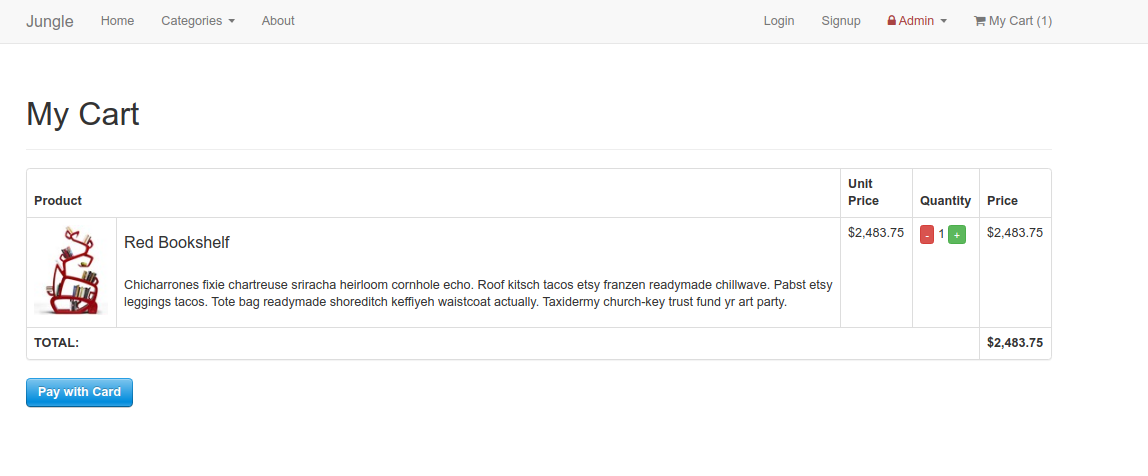 Jungle Home Categories About Login Signup Admin My Cart (1)
My Cart
Product Unit Price Quantity Price
Red Bookshelf
$2,483.75 - 1 + $2,483.75
Chicharrones fixie chartreuse sriracha heirloom cornhole echo. Roof kitsch tacos etsy franzen readymade chillwave. Pabst etsy
leggings tacos. Tote bag readymade shoreditch keffiyeh waistcoat actually. Taxidermy church-key trust fund yr art party.
TOTAL: $2,483.75
Pay with Card